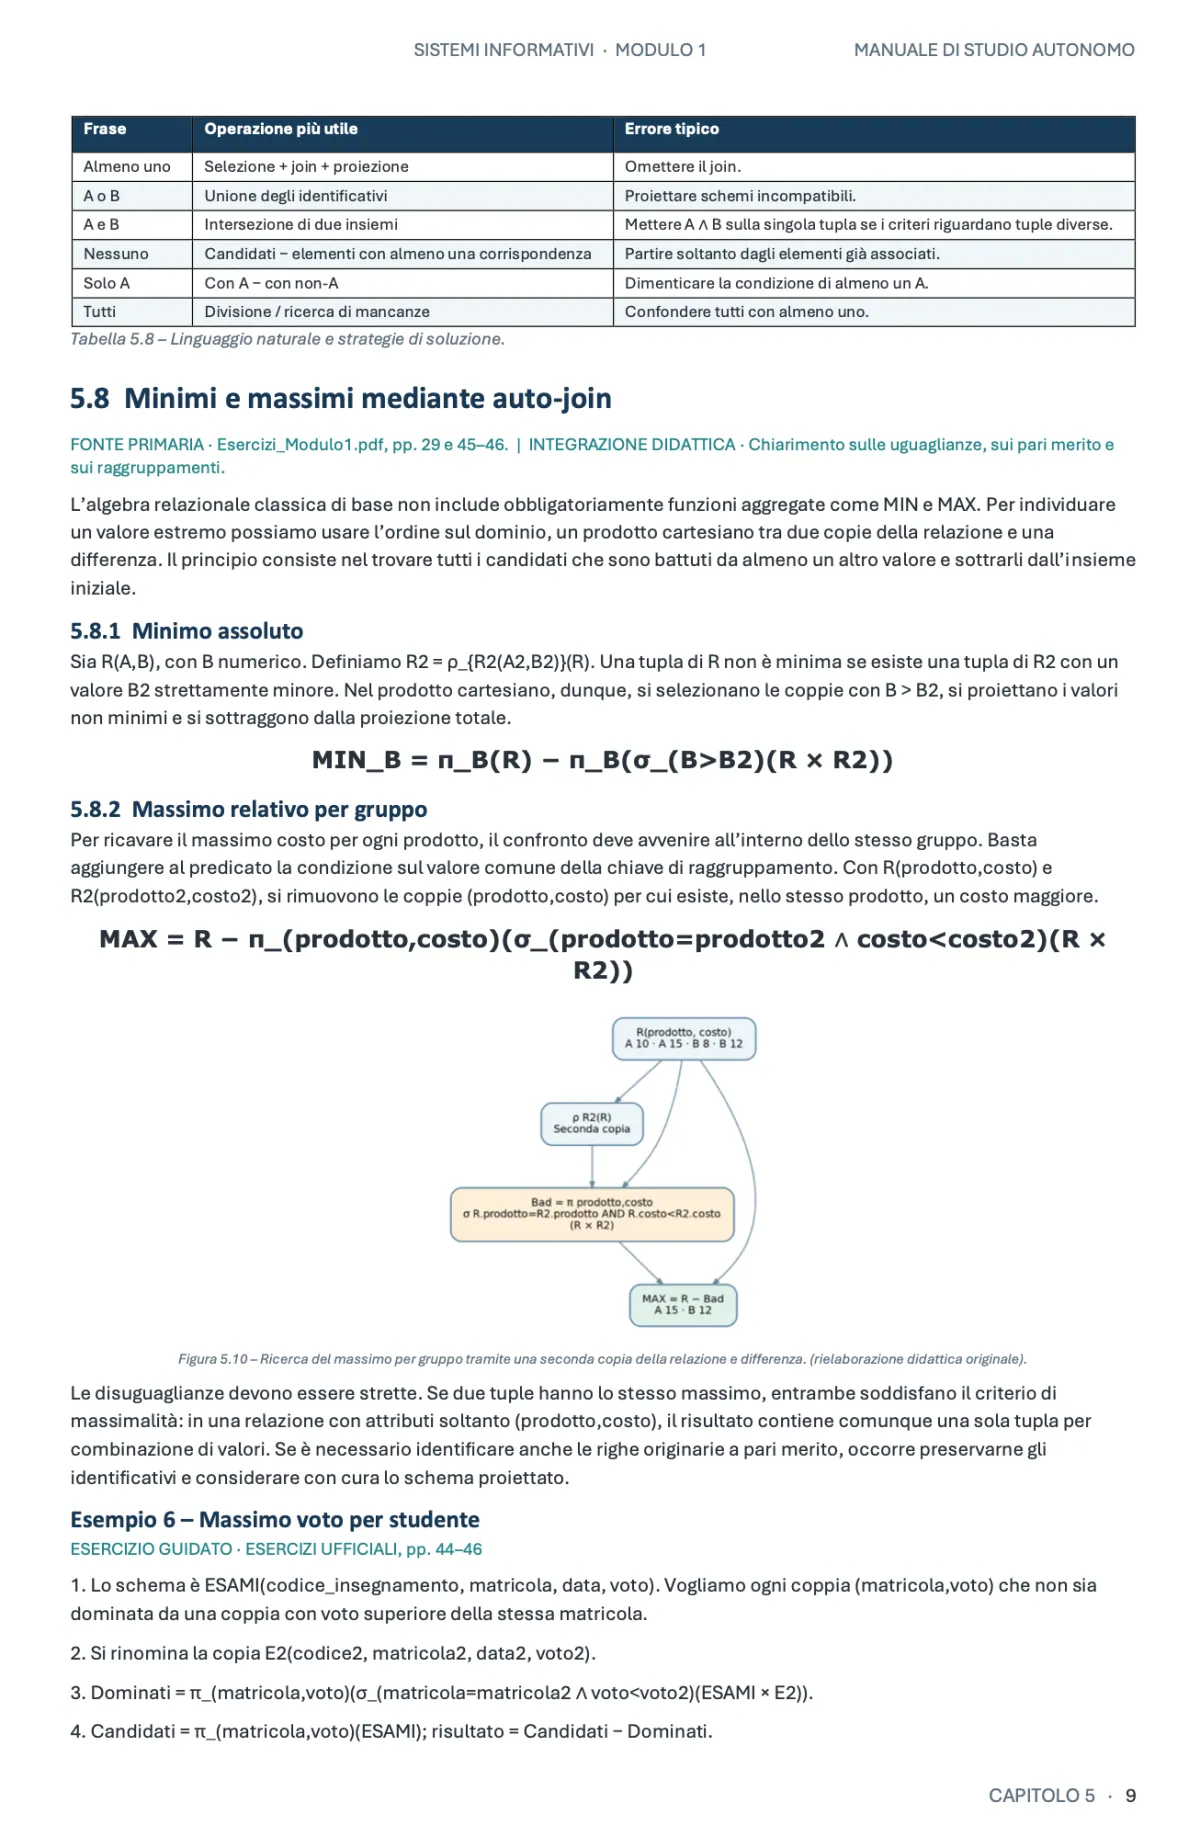 SISTEMI INFORMATIVI · MODULO 1 MANUALE DI STUDIO AUTONOMO
Frase Operazione più utile Errore tipico
Almeno uno Selezione + join + proiezione Omettere il join.
A o B Unione degli identificativi Proiettare schemi incompatibili.
A e B Intersezione di due insiemi Mettere A ∧ B sulla singola tupla se i criteri riguardano tuple diverse.
Nessuno Candidati − elementi con almeno una corrispondenza Partire soltanto dagli elementi già associati.
Solo A Con A − con non-A Dimenticare la condizione di almeno un A.
Tutti Divisione / ricerca di mancanze Confondere tutti con almeno uno.
Tabella 5.8 – Linguaggio naturale e strategie di soluzione.
5.8 Minimi e massimi mediante auto-join
FONTE PRIMARIA · Esercizi_Modulo1.pdf, pp. 29 e 45–46. | INTEGRAZIONE DIDATTICA · Chiarimento sulle uguaglianze, sui pari merito e
sui raggruppamenti.
L’algebra relazionale classica di base non include obbligatoriamente funzioni aggregate come MIN e MAX. Per individuare
un valore estremo possiamo usare l’ordine sul dominio, un prodotto cartesiano tra due copie della relazione e una
differenza. Il principio consiste nel trovare tutti i candidati che sono battuti da almeno un altro valore e sottrarli dall’insieme
iniziale.
5.8.1 Minimo assoluto
Sia R(A,B), con B numerico. Definiamo R2 = ρ_{R2(A2,B2)}(R). Una tupla di R non è minima se esiste una tupla di R2 con un
valore B2 strettamente minore. Nel prodotto cartesiano, dunque, si selezionano le coppie con B > B2, si proiettano i valori
non minimi e si sottraggono dalla proiezione totale.
MIN_B = π_B(R) − π_B(σ_(B>B2)(R × R2))
5.8.2 Massimo relativo per gruppo
Per ricavare il massimo costo per ogni prodotto, il confronto deve avvenire all’interno dello stesso gruppo. Basta
aggiungere al predicato la condizione sul valore comune della chiave di raggruppamento. Con R(prodotto,costo) e
R2(prodotto2,costo2), si rimuovono le coppie (prodotto,costo) per cui esiste, nello stesso prodotto, un costo maggiore.
MAX = R − π_(prodotto,costo)(σ_(prodotto=prodotto2 ∧ costo<costo2)(R ×
R2))
R(prodotto, costo)
A 10 · A 15 · B 8 · B 12
ρ R2(R)
Seconda copia
Bad = π prodotto,costo
σ R.prodotto=R2.prodotto AND R.costo<R2.costo
(R × R2)
MAX = R − Bad
A 15 · B 12
Figura 5.10 – Ricerca del massimo per gruppo tramite una seconda copia della relazione e differenza. (rielaborazione didattica originale).
Le disuguaglianze devono essere strette. Se due tuple hanno lo stesso massimo, entrambe soddisfano il criterio di
massimalità: in una relazione con attributi soltanto (prodotto,costo), il risultato contiene comunque una sola tupla per
combinazione di valori. Se è necessario identificare anche le righe originarie a pari merito, occorre preservarne gli
identificativi e considerare con cura lo schema proiettato.
Esempio 6 – Massimo voto per studente
ESERCIZIO GUIDATO · ESERCIZI UFFICIALI, pp. 44–46
1. Lo schema è ESAMI(codice_insegnamento, matricola, data, voto). Vogliamo ogni coppia (matricola,voto) che non sia
dominata da una coppia con voto superiore della stessa matricola.
2. Si rinomina la copia E2(codice2, matricola2, data2, voto2).
3. Dominati = π_(matricola,voto)(σ_(matricola=matricola2 ∧ voto<voto2)(ESAMI × E2)).
4. Candidati = π_(matricola,voto)(ESAMI); risultato = Candidati − Dominati.
CAPITOLO 5 · 9